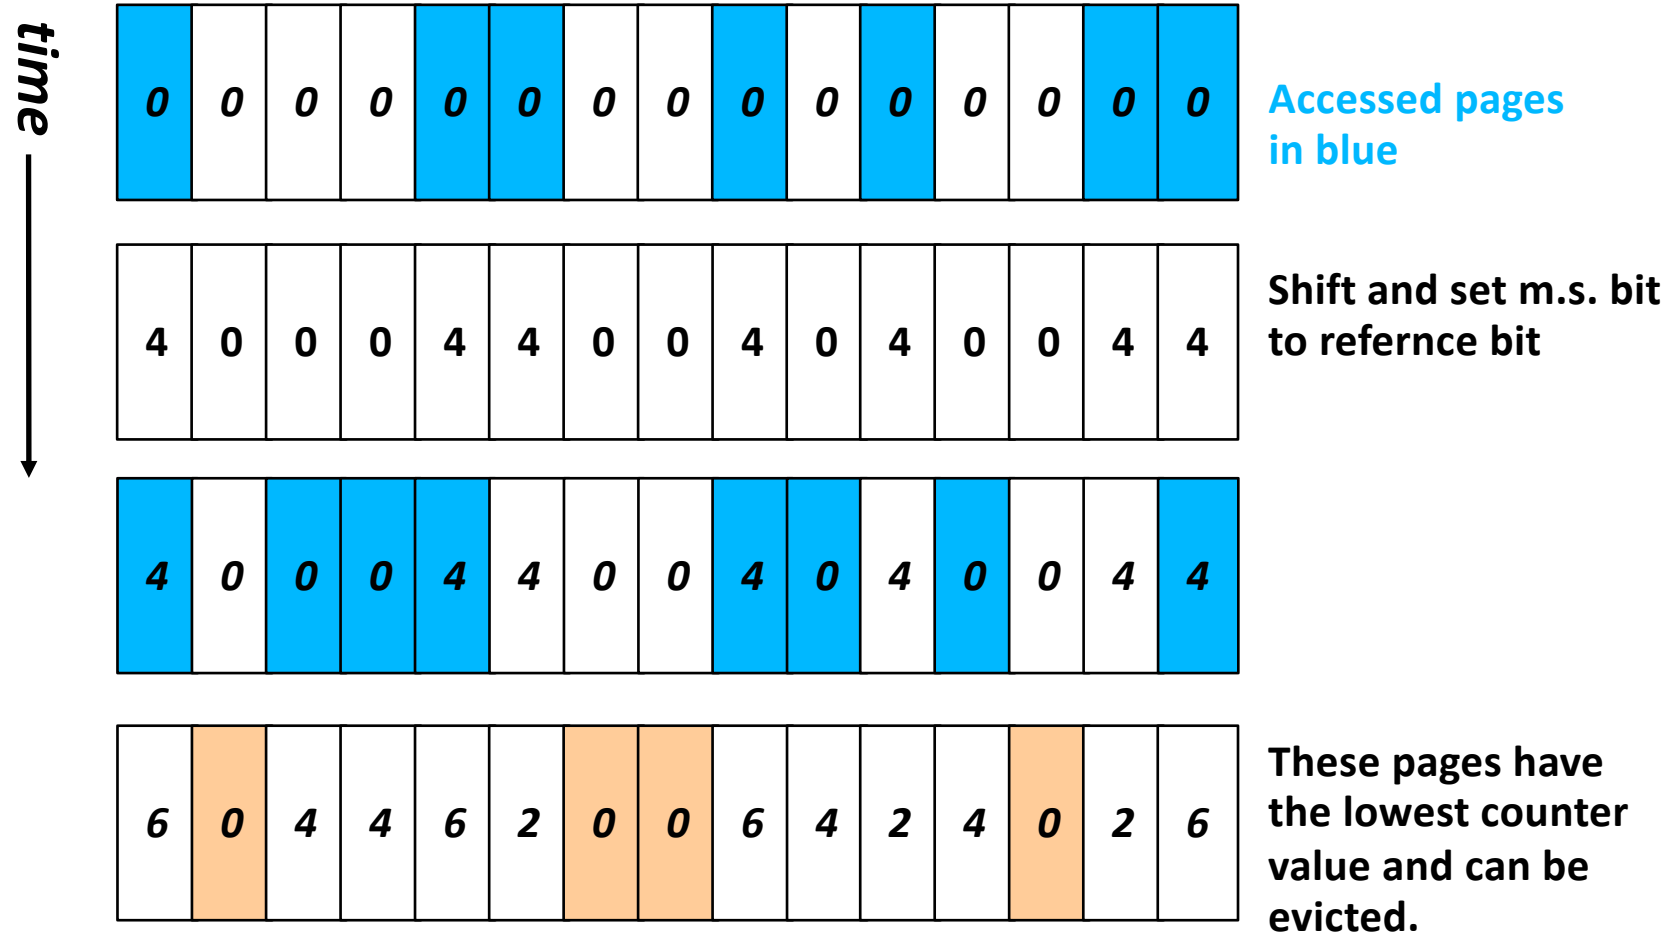 time
0 0 0 0 0 0 0 0 0 0 0 0 0 0 0
Accessed pages
in blue
4 0 0 0 4 4 0 0 4 0 4 0 0 4 4
Shift and set m.s. bit
to refernce bit
4 0 0 0 4 4 0 0 4 0 4 0 0 4 4
6 0 4 4 6 2 0 0 6 4 2 4 0 2 6
These pages have
the lowest counter
value and can be
evicted.